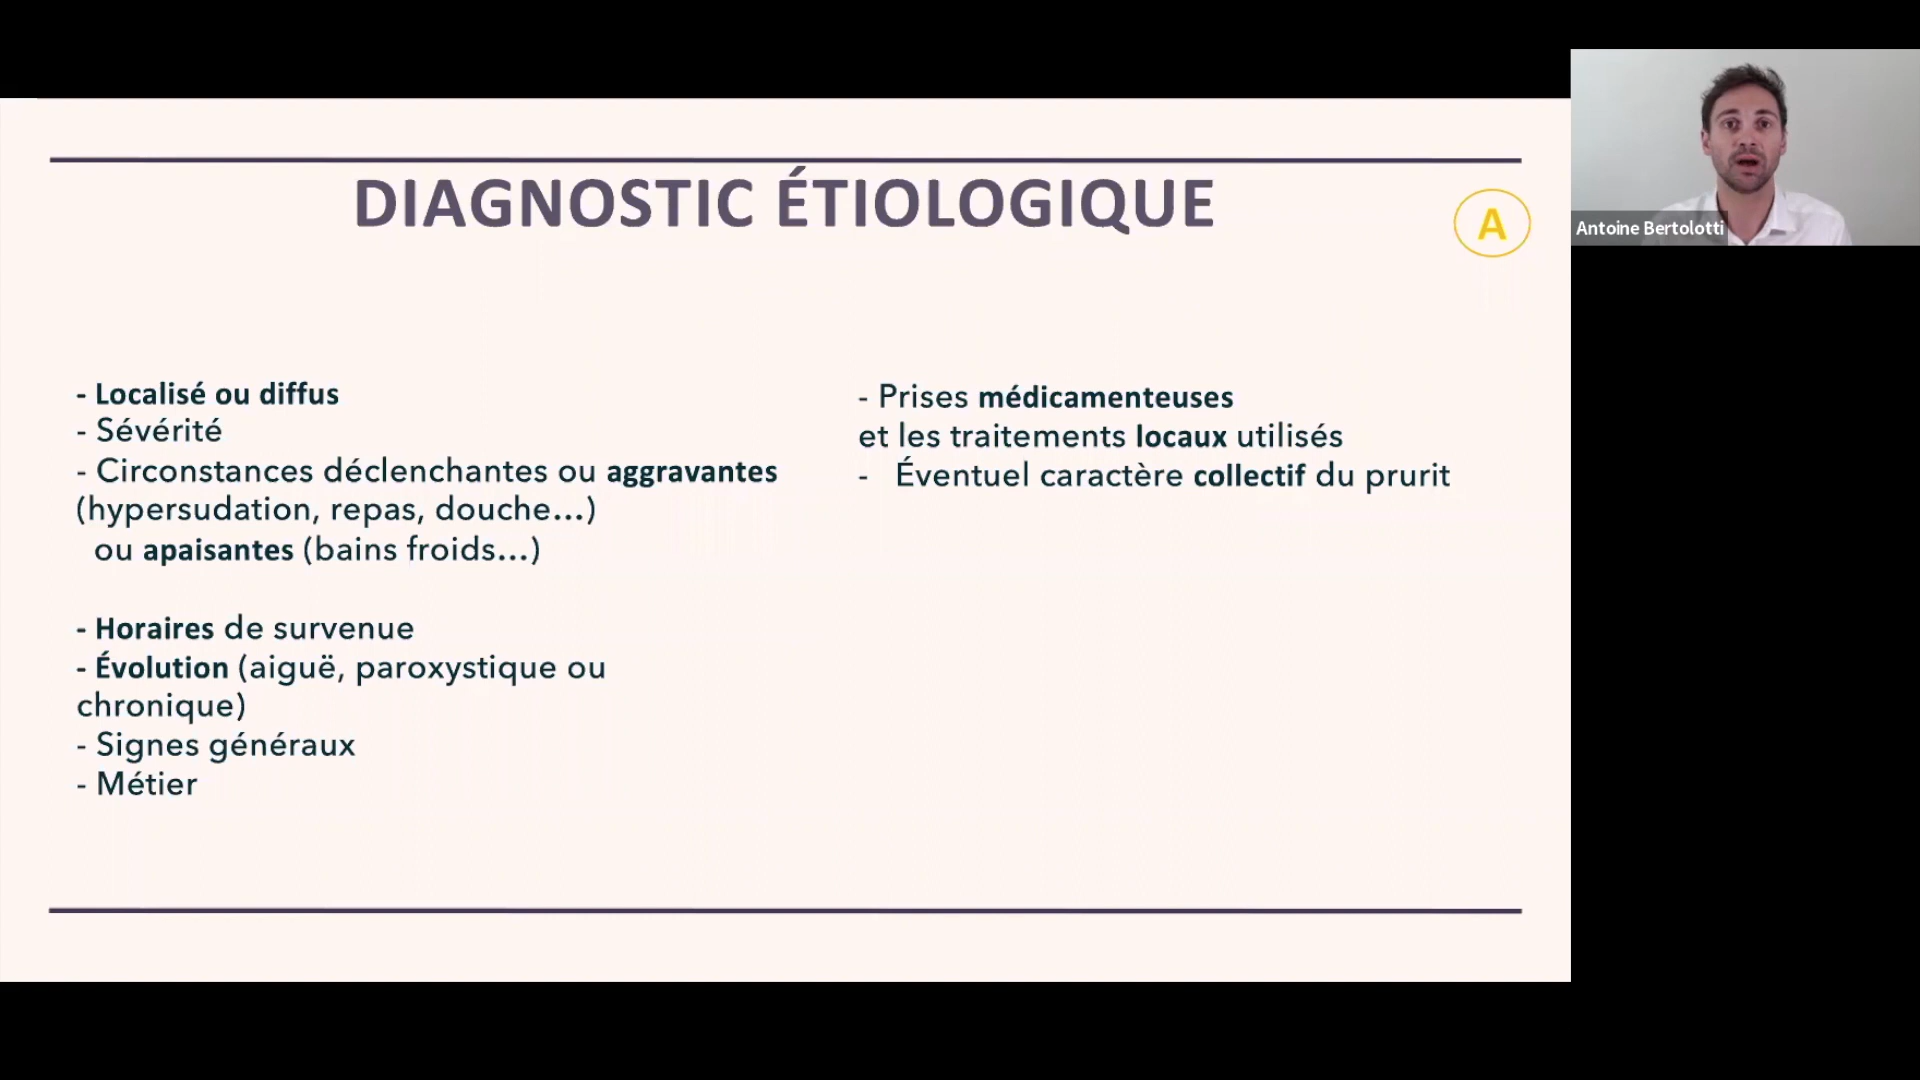 DIAGNOSTIC ÉTIOLOGIQUE
A
Antoine Bertolotti
- Localisé ou diffus
- Sévérité
- Circonstances déclenchantes ou aggravantes
(hypersudation, repas, douche...)
ou apaisantes (bains froids...)
- Horaires de survenue
- Évolution (aiguë, paroxystique ou
chronique)
- Signes généraux
- Métier
- Prises médicamenteuses
et les traitements locaux utilisés
- Éventuel caractère collectif du prurit